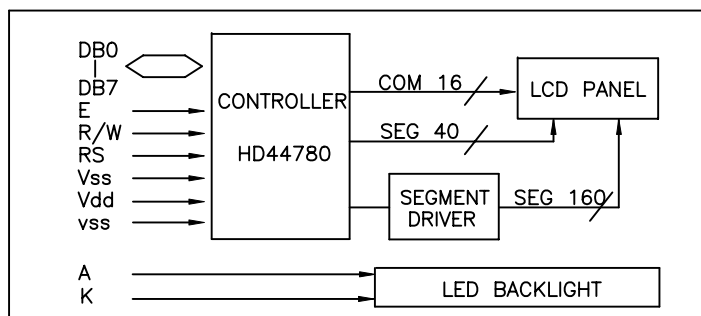 DB0
DB7
E
R/W
RS
Vss
Vdd
vss
CONTROLLER
HD44780
COM 16
SEG 40
LCD PANEL
SEGMENT
DRIVER
SEG 160
A
K
LED BACKLIGHT